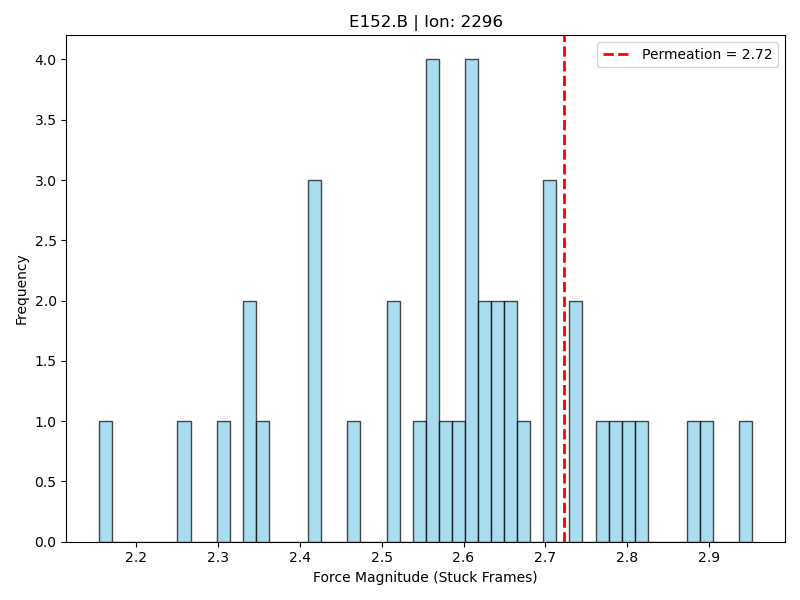 E152.B | Ion: 2296
Permeation = 2.72
Frequency
4.0
3.5
3.0
2.5
2.0
1.5
1.0
0.5
0.0
2.2 2.3 2.4 2.5 2.6 2.7 2.8 2.9
Force Magnitude (Stuck Frames)